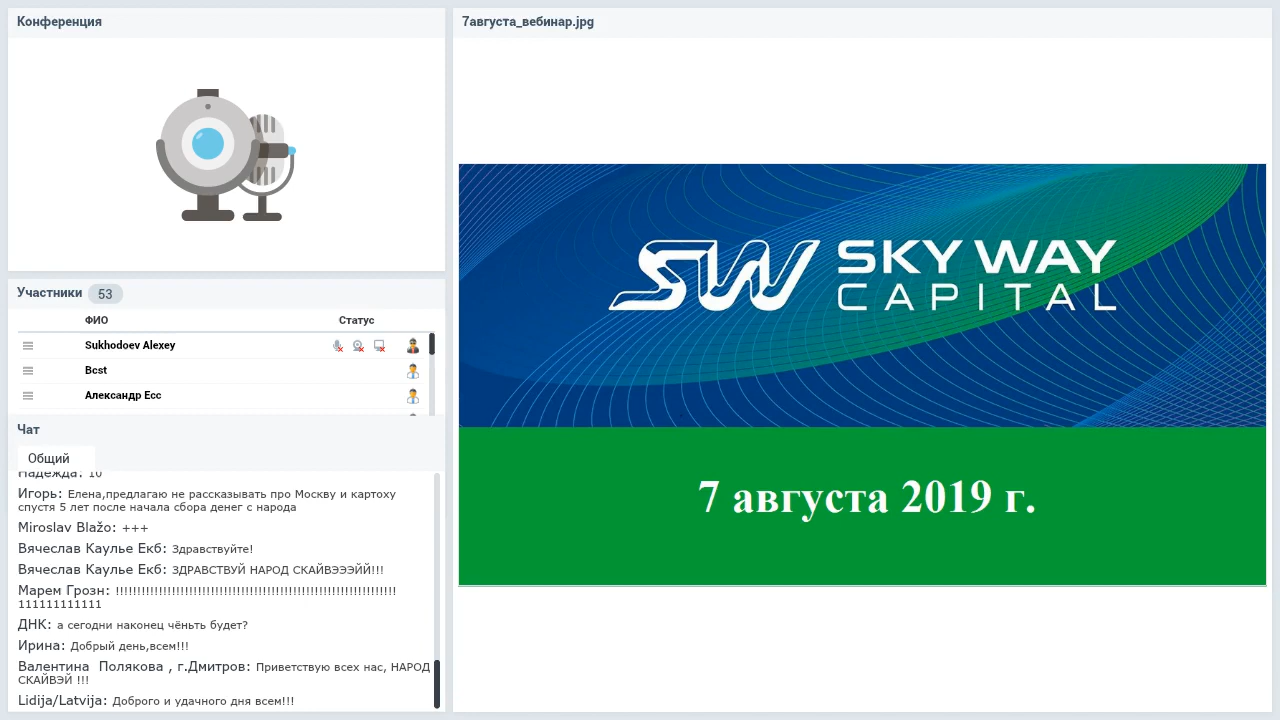 Конференция
Участники 53
ФИО Статус
Sukhodoev Alexey
Bcst
Александр Есс
Чат
Общий
Надежда: 10
Игорь: Елена,предлагаю не рассказывать про Москву и картоху
спустя 5 лет после начала сбора денег с народа
Miroslav Blažo: +++
Вячеслав Каулье Екб: Здравствуйте!
Вячеслав Каулье Екб: ЗДРАВСТВУЙ НАРОД СКАЙВЭЭЭЙЙ!!!
Марем Грозн: !!!!!!!!!!!!!!!!!!!!!!!!!!!!!!!!!!!!!!!!!!!!!!!!!!!!!!!!!!!!!!!!!
111111111111
ДНК: а сегодни наконец чёньть будет?
Ирина: Добрый день,всем!!!
Валентина  Полякова , г.Дмитров: Приветствую всех нас, НАРОД
СКАЙВЭЙ !!!
Lidija/Latvija: Доброго и удачного дня всем!!!
7августа_вебинар.jpg
SW SKY WAY
CAPITAL
7 августа 2019 г.